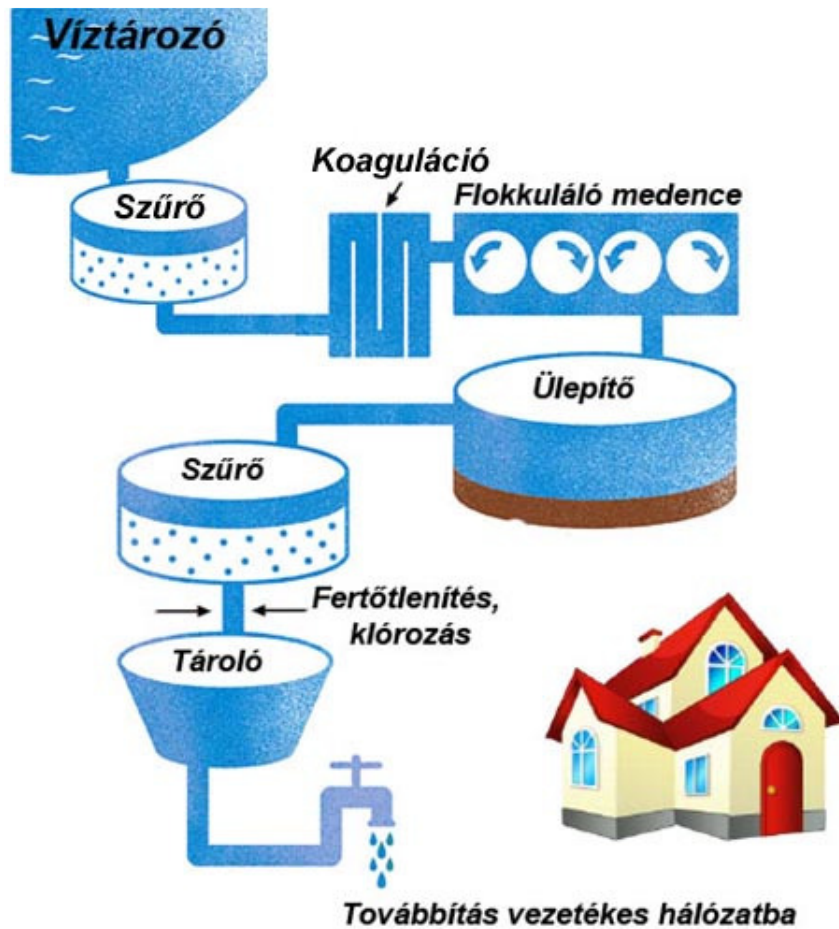 Víztározó
Szűrő
Koaguláció
Flokkuláló medence
Ülepítő
Szűrő
Fertőtlenítés,
klórozás
Tároló
Továbbítás vezetékes hálózatba